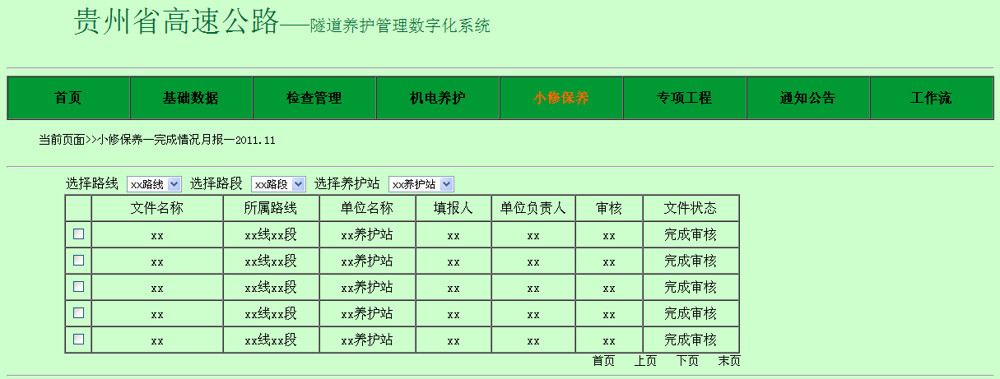 贵州省高速公路——隧道养护管理数字化系统
首页 基础数据 检查管理 机电养护 小修保养 专项工程 通知公告 工作流
当前页面>>小修保养—完成情况月报—2011.11
选择路线 xx路线 选择路段 xx路段 选择养护站 xx养护站
文件名称 所属路线 单位名称 填报人 单位负责人 审核 文件状态
xx xx线xx段 xx养护站 xx xx xx 完成审核
xx xx线xx段 xx养护站 xx xx xx 完成审核
xx xx线xx段 xx养护站 xx xx xx 完成审核
xx xx线xx段 xx养护站 xx xx xx 完成审核
xx xx线xx段 xx养护站 xx xx xx 完成审核
首页 上页 下页 末页